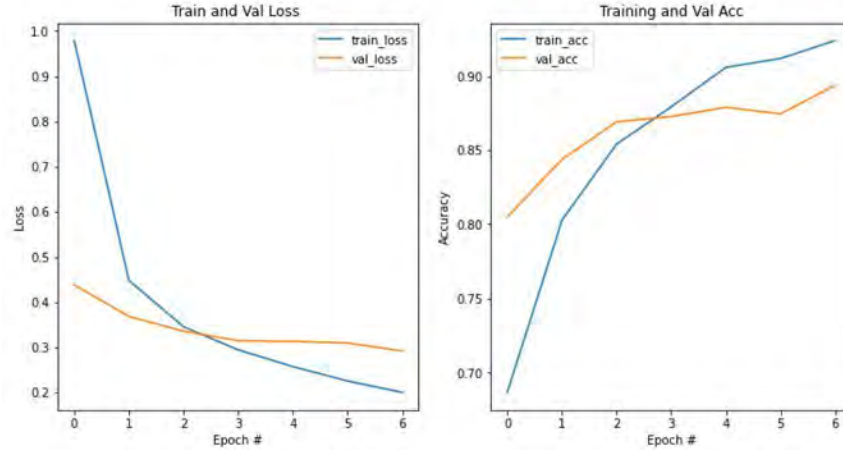 Train and Val Loss
train_loss
val_loss
1.0
0.9
0.8
0.7
0.6
0.5
0.4
0.3
0.2
Loss
0 1 2 3 4 5 6
Epoch #
Training and Val Acc
train_acc
val_acc
0.90
0.85
0.80
0.75
0.70
Accuracy
0 1 2 3 4 5 6
Epoch #